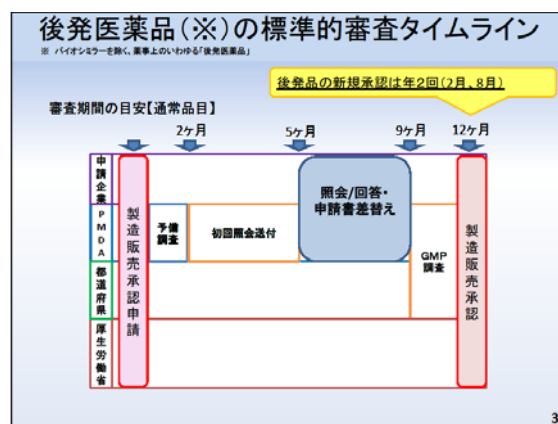 後発医薬品(※)の標準的審査タイムライン
※ バイオシミラーを除く、薬事上のいわゆる「後発医薬品」
後発品の新規承認は年2回(2月、8月)
審査期間の目安【通常品目】
2ヶ月
5ヶ月
9ヶ月
12ヶ月
申請企業
PMDA
都道府県
厚生労働省
製造販売承認申請
予備
調査
初回照会送付
照会/回答・
申請書差替え
GMP
調査
製造販売承認
3